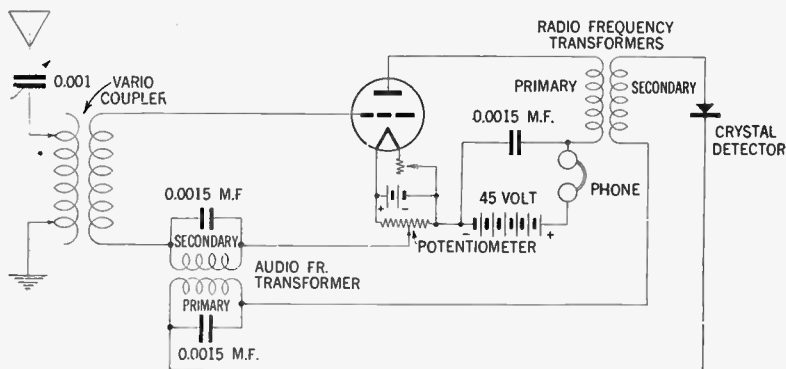 RADIO FREQUENCY
TRANSFORMERS
0.001
VARIO
COUPLER
PRIMARY
SECONDARY
0.0015 M.F.
CRYSTAL
DETECTOR
PHONE
45 VOLT
+ -
- +
POTENTIOMETER
0.0015 M.F
SECONDARY
AUDIO FR.
TRANSFORMER
PRIMARY
0.0015 M.F.